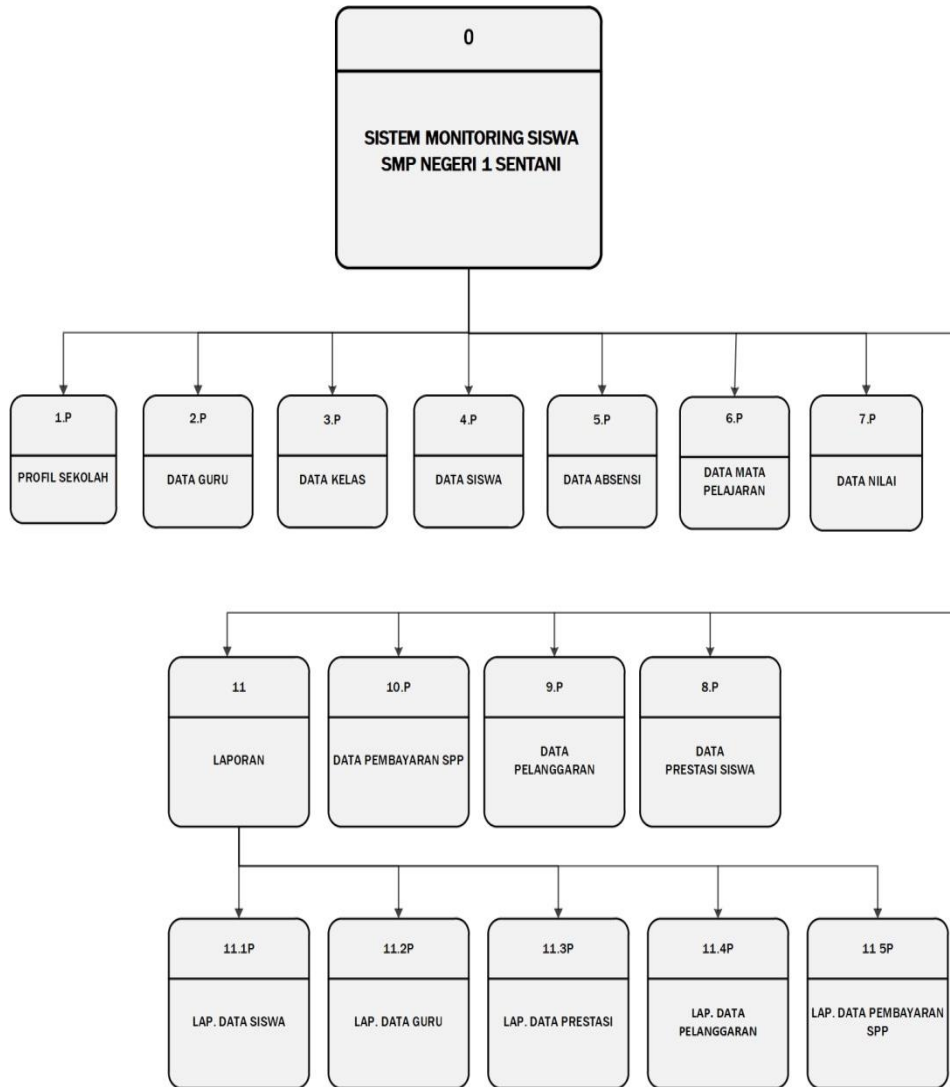 0
SISTEM MONITORING SISWA
SMP NEGERI 1 SENTANI
1.P
PROFIL SEKOLAH
2.P
DATA GURU
3.P
DATA KELAS
4.P
DATA SISWA
5.P
DATA ABSENSI
6.P
DATA MATA
PELAJARAN
7.P
DATA NILAI
11
LAPORAN
10.P
DATA PEMBAYARAN SPP
9.P
DATA
PELANGGARAN
8.P
DATA
PRESTASI SISWA
11.1P
LAP. DATA SISWA
11.2P
LAP. DATA GURU
11.3P
LAP. DATA PRESTASI
11.4P
LAP. DATA
PELANGGARAN
11 5P
LAP. DATA PEMBAYARAN
SPP